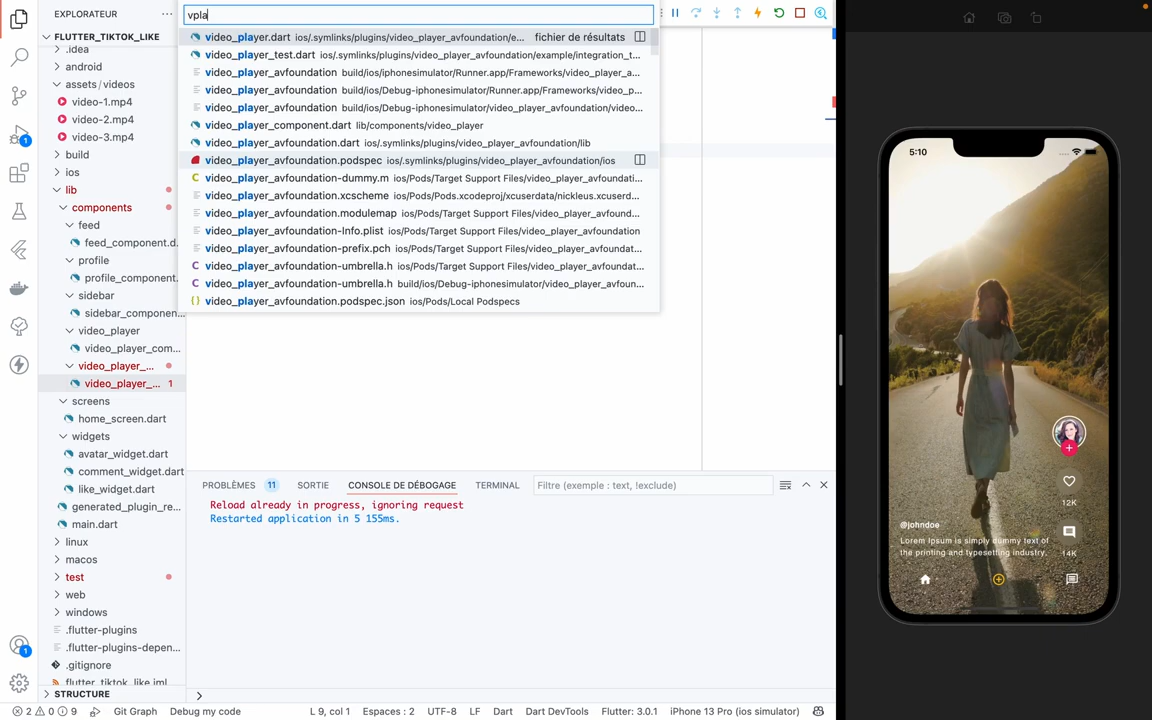 EXPLORATEUR
FLUTTER_TIKTOK_LIKE
.idea
android
assets / videos
video-1.mp4
video-2.mp4
video-3.mp4
build
ios
lib
components
feed
feed_component.d...
profile
profile_component...
sidebar
sidebar_componen...
video_player
video_player_com...
video_player_...
video_player_... 1
screens
home_screen.dart
widgets
avatar_widget.dart
comment_widget.dart
like_widget.dart
generated_plugin_re...
main.dart
linux
macos
test
web
windows
.flutter-plugins
.flutter-plugins-depen...
.gitignore
flutter_tiktok_like.iml
STRUCTURE
1
1
vpla
video_player.dart ios/.symlinks/plugins/video_player_avfoundation/e... fichier de résultats
video_player_test.dart ios/.symlinks/plugins/video_player_avfoundation/example/integration_t...
video_player_avfoundation build/ios/iphonesimulator/Runner.app/Frameworks/video_player_a...
video_player_avfoundation build/ios/Debug-iphonesimulator/Runner.app/Frameworks/video_p...
video_player_avfoundation build/ios/Debug-iphonesimulator/video_player_avfoundation/video...
video_player_component.dart lib/components/video_player
video_player_avfoundation.dart ios/.symlinks/plugins/video_player_avfoundation/lib
video_player_avfoundation.podspec ios/.symlinks/plugins/video_player_avfoundation/ios
video_player_avfoundation-dummy.m ios/Pods/Target Support Files/video_player_avfoundati...
video_player_avfoundation.xcscheme ios/Pods/Pods.xcodeproj/xcuserdata/nickleus.xcuserd...
video_player_avfoundation.modulemap ios/Pods/Target Support Files/video_player_avfound...
video_player_avfoundation-Info.plist ios/Pods/Target Support Files/video_player_avfoundation
video_player_avfoundation-prefix.pch ios/Pods/Target Support Files/video_player_avfoundat...
video_player_avfoundation-umbrella.h ios/Pods/Target Support Files/video_player_avfoundat...
video_player_avfoundation-umbrella.h build/ios/Debug-iphonesimulator/video_player_avfoun...
video_player_avfoundation.podspec.json ios/Pods/Local Podspecs
PROBLÈMES 11 SORTIE CONSOLE DE DÉBOGAGE TERMINAL Filtre (exemple : text, !exclude)
Reload already in progress, ignoring request
Restarted application in 5 155ms.
2 0 9 Git Graph Debug my code L 9, col 1 Espaces : 2 UTF-8 LF Dart Dart DevTools Flutter: 3.0.1 iPhone 13 Pro (ios simulator)
5:10
12K
14K
@johndoe
Lorem Ipsum is simply dummy text of
the printing and typesetting industry.